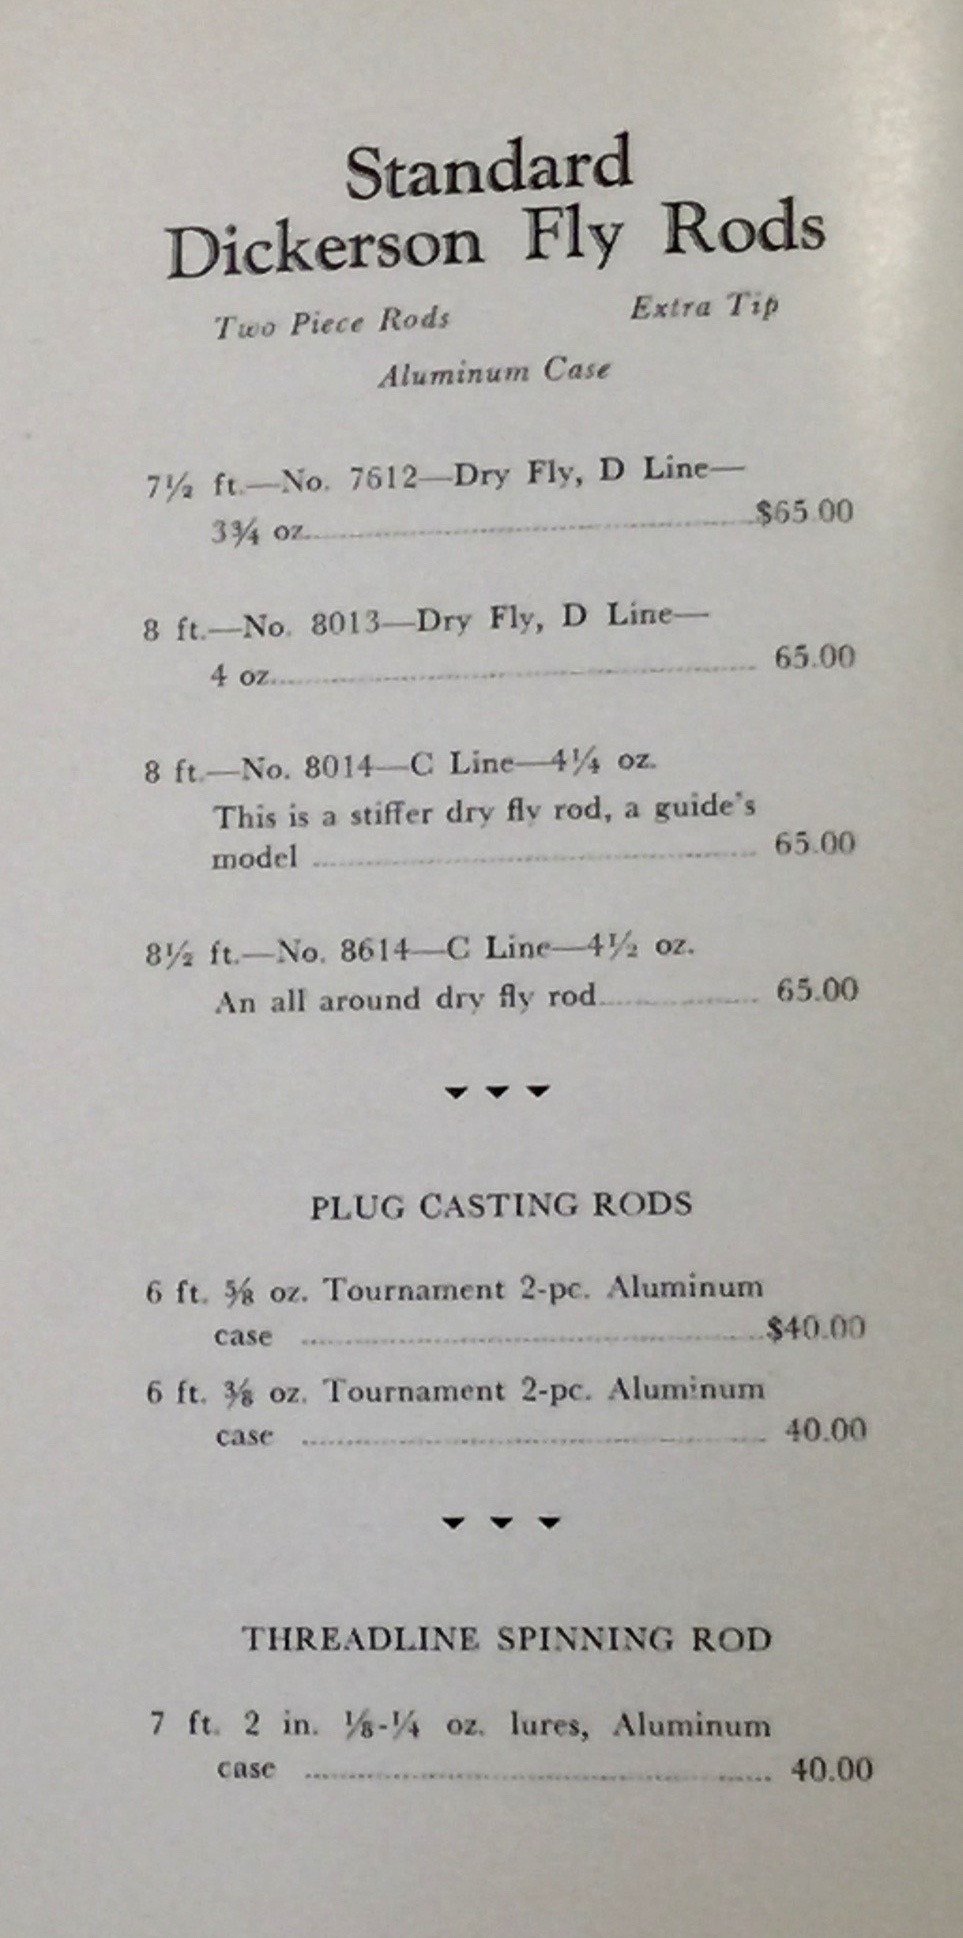 Standard
Dickerson Fly Rods
Two Piece Rods Extra Tip
Aluminum Case
7½ ft.—No. 7612—Dry Fly, D Line—
3¾ oz. $65.00
8 ft.—No. 8013—Dry Fly, D Line—
4 oz. 65.00
8 ft.—No. 8014—C Line—4¼ oz.
This is a stiffer dry fly rod, a guide's
model 65.00
8½ ft.—No. 8614—C Line—4½ oz.
An all around dry fly rod 65.00
PLUG CASTING RODS
6 ft. ⅝ oz. Tournament 2-pc. Aluminum
case $40.00
6 ft. ⅜ oz. Tournament 2-pc. Aluminum
case 40.00
THREADLINE SPINNING ROD
7 ft. 2 in. ⅛-¼ oz. lures, Aluminum
case 40.00